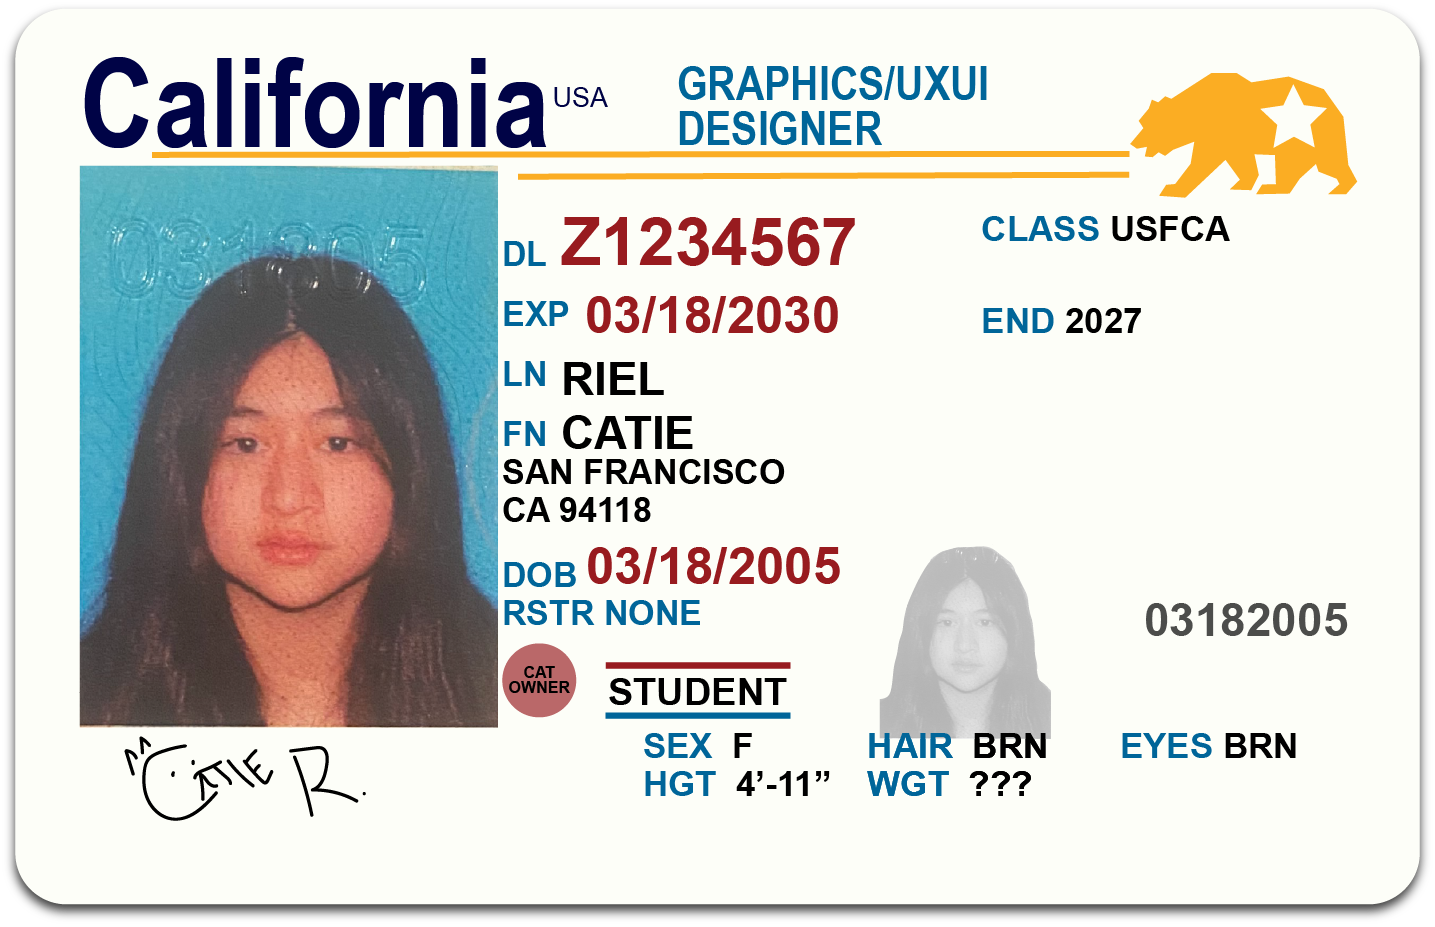 California USA
GRAPHICS/UXUI
DESIGNER
031805
DL Z1234567
CLASS USFCA
EXP 03/18/2030
END 2027
LN RIEL
FN CATIE
SAN FRANCISCO
CA 94118
DOB 03/18/2005
RSTR NONE
03182005
CAT
OWNER
STUDENT
SEX F
HAIR BRN
EYES BRN
HGT 4’-11”
WGT ???
CATIE R.